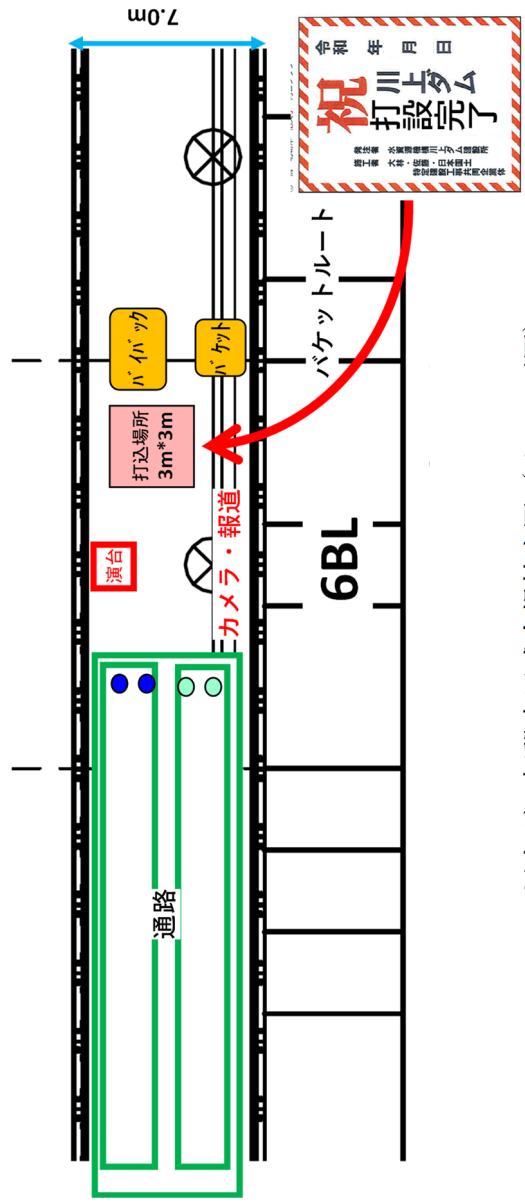 7.0m
令和　年　月　日
祝
川上ダム
打設完了
発注者　水資源機構川上ダム建設所
施工者　大林・佐藤・日本国土
特定建設工事共同企業体
バケットルート
バイバック
バケット
打込場所
3m*3m
演台
カメラ・報道
6BL
通路